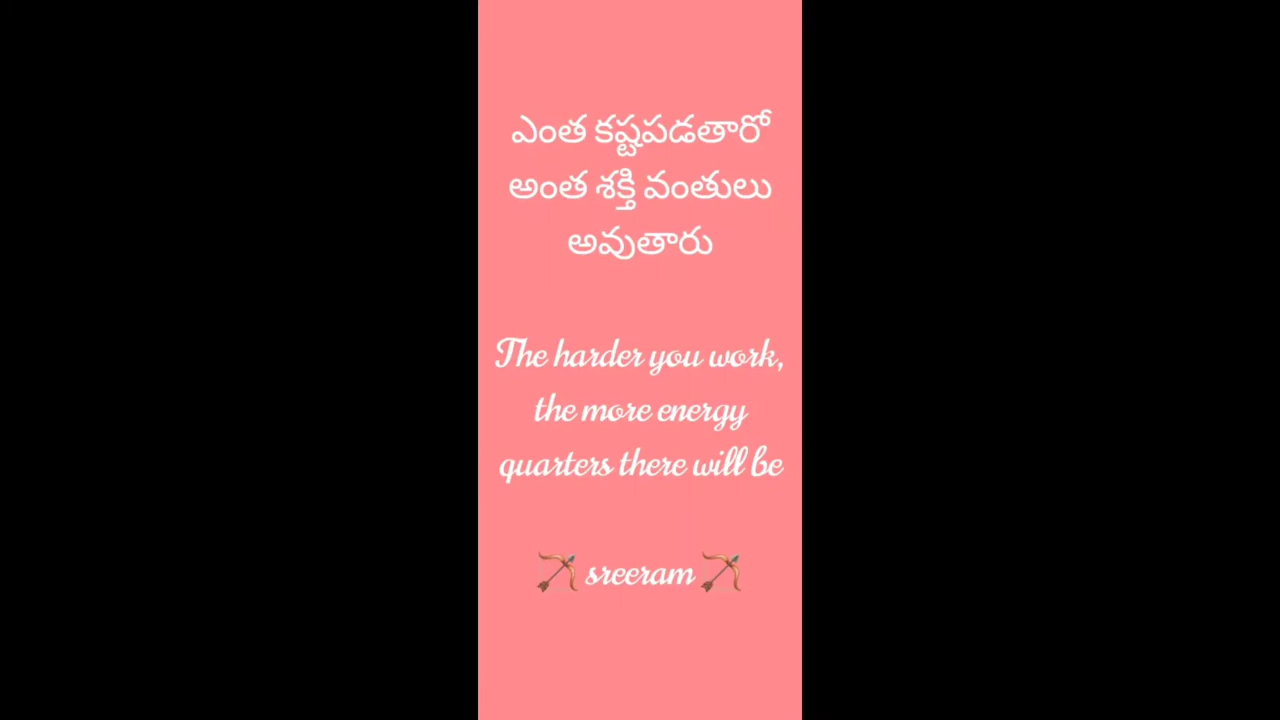 ఎంత కష్టపడతారో
అంత శక్తి వంతులు
అవుతారు
The harder you work,
the more energy
quarters there will be
🏹 sreeram 🏹